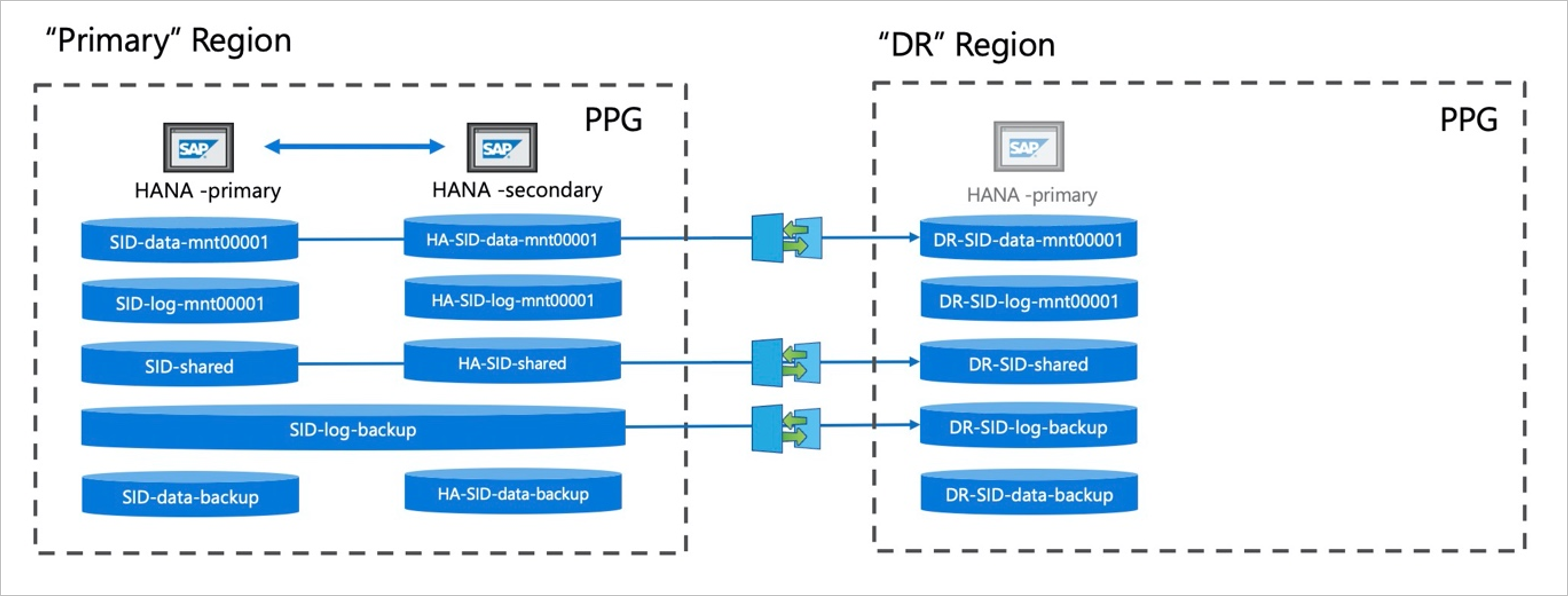 “Primary” Region
“DR” Region
PPG
PPG
SAP
SAP
SAP
HANA -primary
HANA -secondary
HANA -primary
SID-data-mnt00001
HA-SID-data-mnt00001
DR-SID-data-mnt00001
SID-log-mnt00001
HA-SID-log-mnt00001
DR-SID-log-mnt00001
SID-shared
HA-SID-shared
DR-SID-shared
SID-log-backup
DR-SID-log-backup
SID-data-backup
HA-SID-data-backup
DR-SID-data-backup